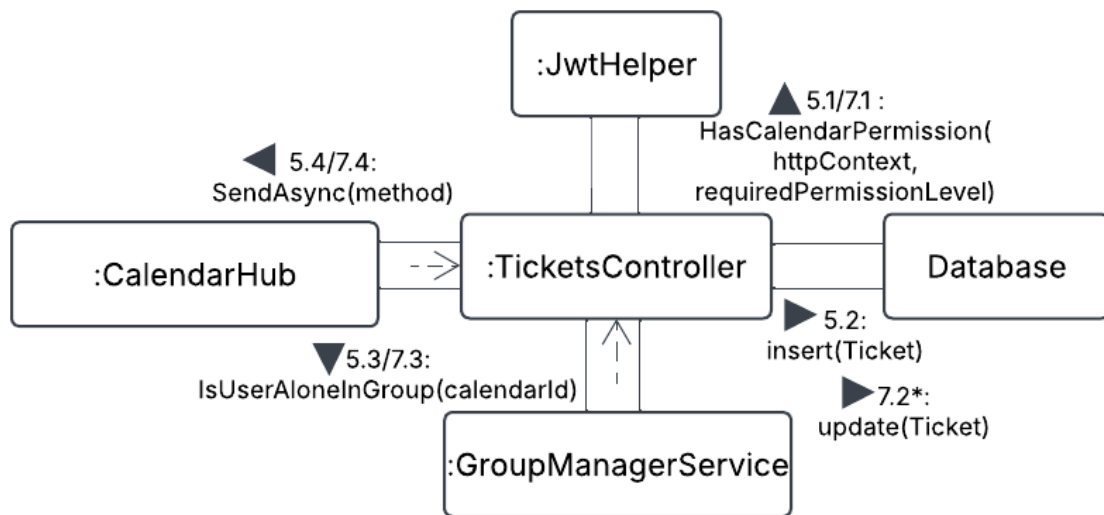 :JwtHelper
5.1/7.1 :
HasCalendarPermission(
httpContext,
requiredPermissionLevel)
5.4/7.4:
SendAsync(method)
:CalendarHub
:TicketsController
Database
5.3/7.3:
IsUserAloneInGroup(calendarId)
5.2:
insert(Ticket)
7.2*:
update(Ticket)
:GroupManagerService